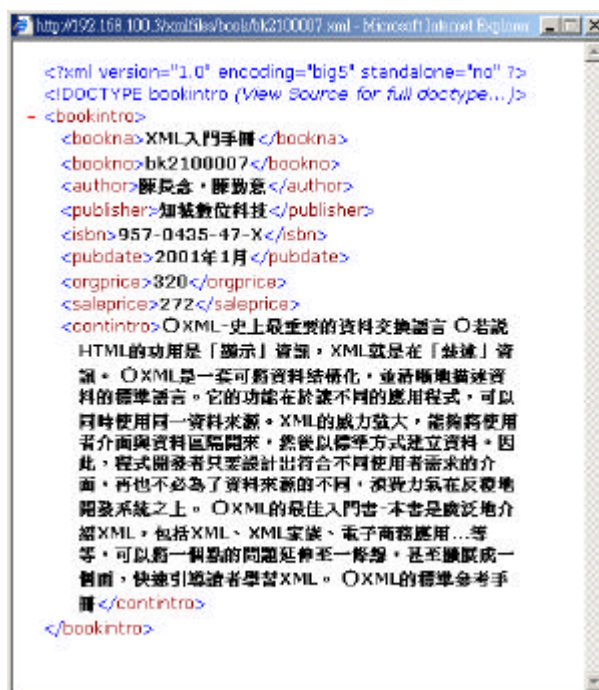 http://192.168.100.3/xmlfiles/book/bk2100007.xml - Microsoft Internet Explorer
<?xml version="1.0" encoding="big5" standalone="no" ?>
<!DOCTYPE bookintro (View Source for full doctype...)>
- <bookintro>
<bookna>XML入門手冊</bookna>
<bookno>bk2100007</bookno>
<author>陳長念，陳勤意</author>
<publisher>知城數位科技</publisher>
<isbn>957-0435-47-X</isbn>
<pubdate>2001年1月</pubdate>
<orgprice>320</orgprice>
<saleprice>272</saleprice>
<contintro>○XML-史上最重要的資料交換語言 ○若說
HTML的功用是「顯示」資訊，XML就是在「敘述」資
訊。 ○XML是一套可將資料結構化，並清晰地描述資
料的標準語言。它的功能在於讓不同的應用程式，可以
同時使用同一資料來源。XML的威力強大，能夠將使用
者介面與資料區隔開來，然後以標準方式建立資料。因
此，程式開發者只要設計出符合不同使用者需求的介
面，再也不必為了資料來源的不同，浪費力氣在反覆地
開發系統之上。 ○XML的最佳入門書-本書是廣泛地介
紹XML，包括XML、XML家族、電子商務應用...等
等，可以將一個點的問題延伸至一條線，甚至擴展成一
個面，快速引導讀者學習XML。 ○XML的標準參考手
冊</contintro>
</bookintro>